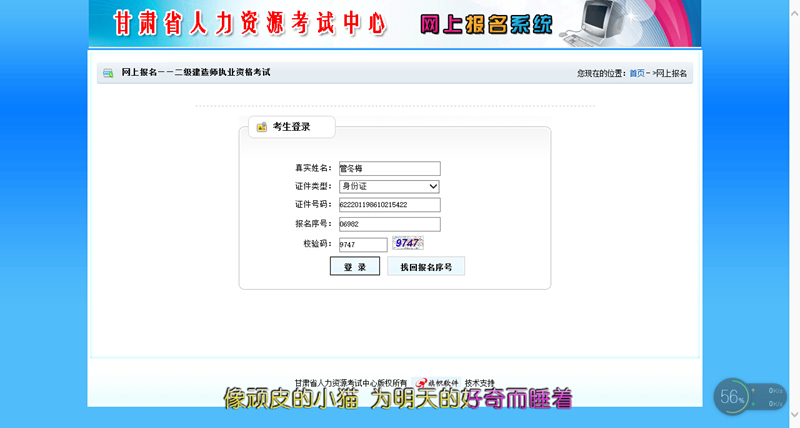 甘肃省人力资源考试中心 网上报名系统
网上报名－－二级建造师执业资格考试 您现在的位置：首页－>网上报名
考生登录
真实姓名： 管冬梅
证件类型： 身份证
证件号码： 622201198610215422
报名序号： 06982
校验码： 9747 9747
登 录 找回报名序号
甘肃省人力资源考试中心版权所有 旗帜软件 技术支持
像顽皮的小猫 为明天的好奇而睡着
56%
0K/s
0K/s